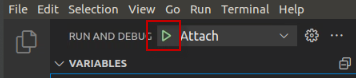 File Edit Selection View Go Run Terminal Help
RUN AND DEBUG Attach
VARIABLES